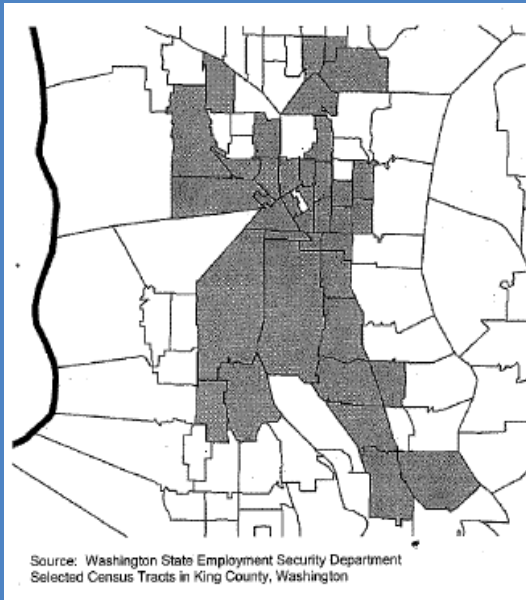 Source: Washington State Employment Security Department
Selected Census Tracts in King County, Washington